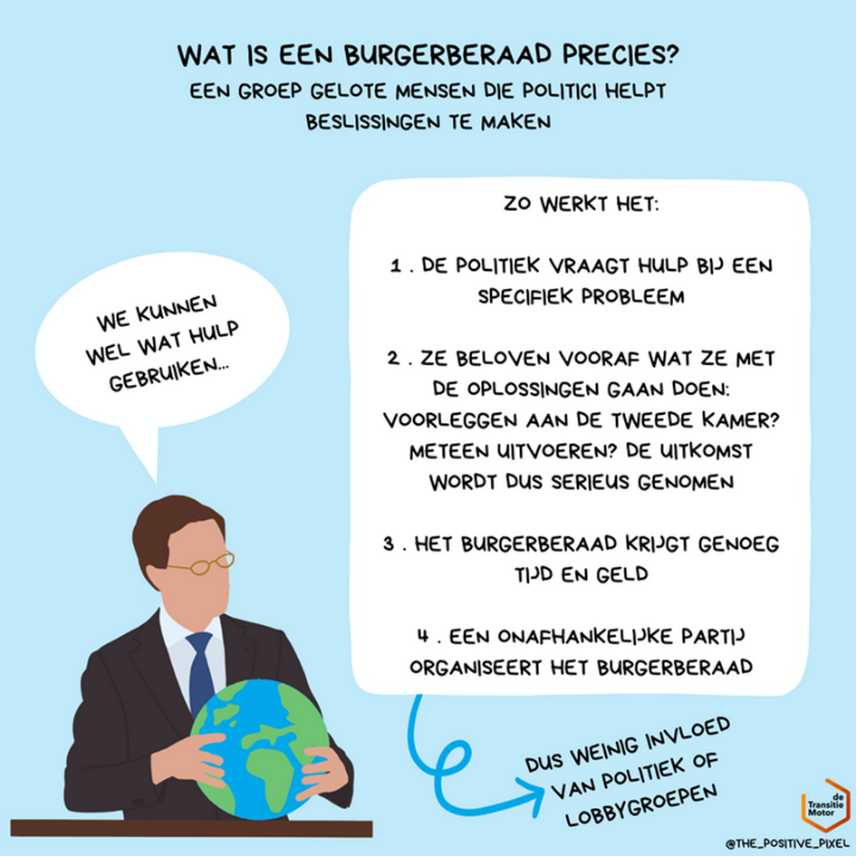 WAT IS EEN BURGERBERAAD PRECIES?
EEN GROEP GELOTE MENSEN DIE POLITICI HELPT
BESLISSINGEN TE MAKEN
ZO WERKT HET:
1 . DE POLITIEK VRAAGT HULP BIJ EEN
SPECIFIEK PROBLEEM
2 . ZE BELOVEN VOORAF WAT ZE MET
DE OPLOSSINGEN GAAN DOEN:
VOORLEGGEN AAN DE TWEEDE KAMER?
METEEN UITVOEREN? DE UITKOMST
WORDT DUS SERIEUS GENOMEN
3 . HET BURGERBERAAD KRIJGT GENOEG
TIJD EN GELD
4 . EEN ONAFHANKELIJKE PARTIJ
ORGANISEERT HET BURGERBERAAD
WE KUNNEN
WEL WAT HULP
GEBRUIKEN...
DUS WEINIG INVLOED
VAN POLITIEK OF
LOBBYGROEPEN
de
Transitie
Motor
@THE_POSITIVE_PIXEL